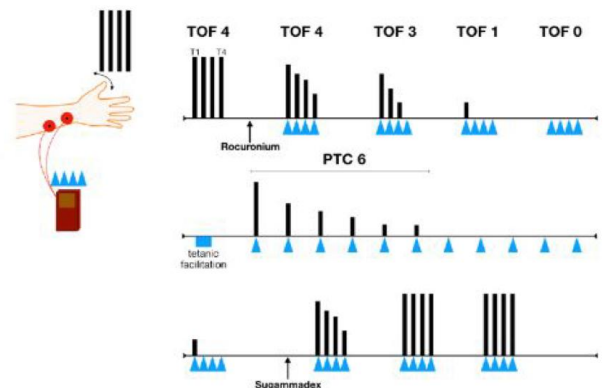 TOF 4 TOF 4 TOF 3 TOF 1 TOF 0
T1 T4
Rocuronium
PTC 6
tetanic
facilitation
Sugammadex